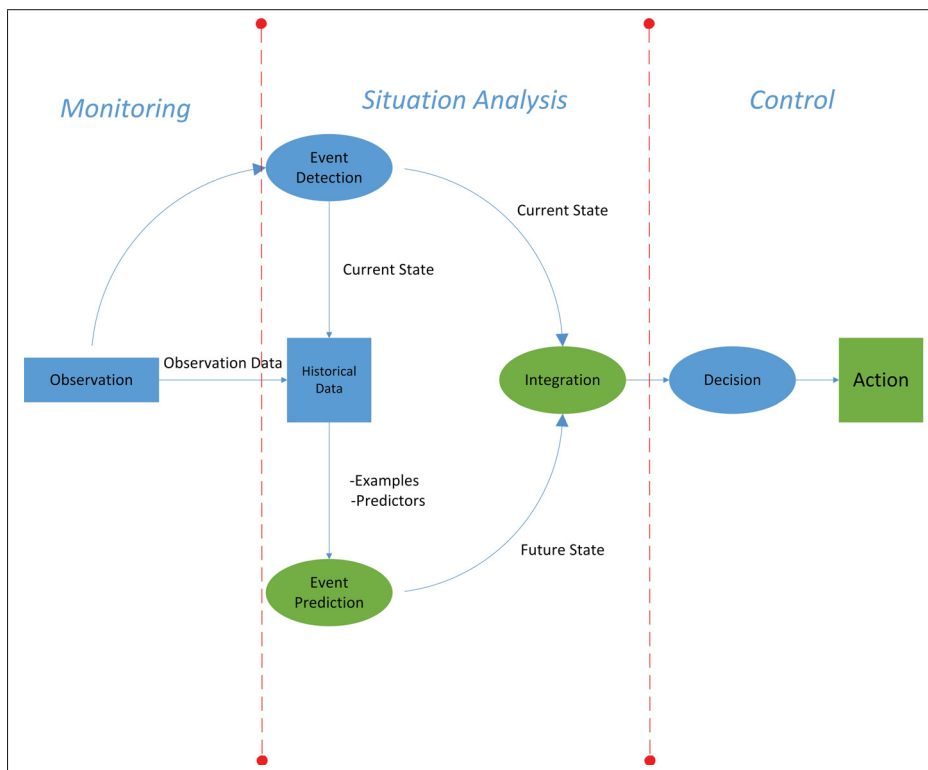 Monitoring
Situation Analysis
Control
Event
Detection
Current State
Current State
Observation Data
Observation
Historical
Data
Integration
Decision
Action
-Examples
-Predictors
Future State
Event
Prediction